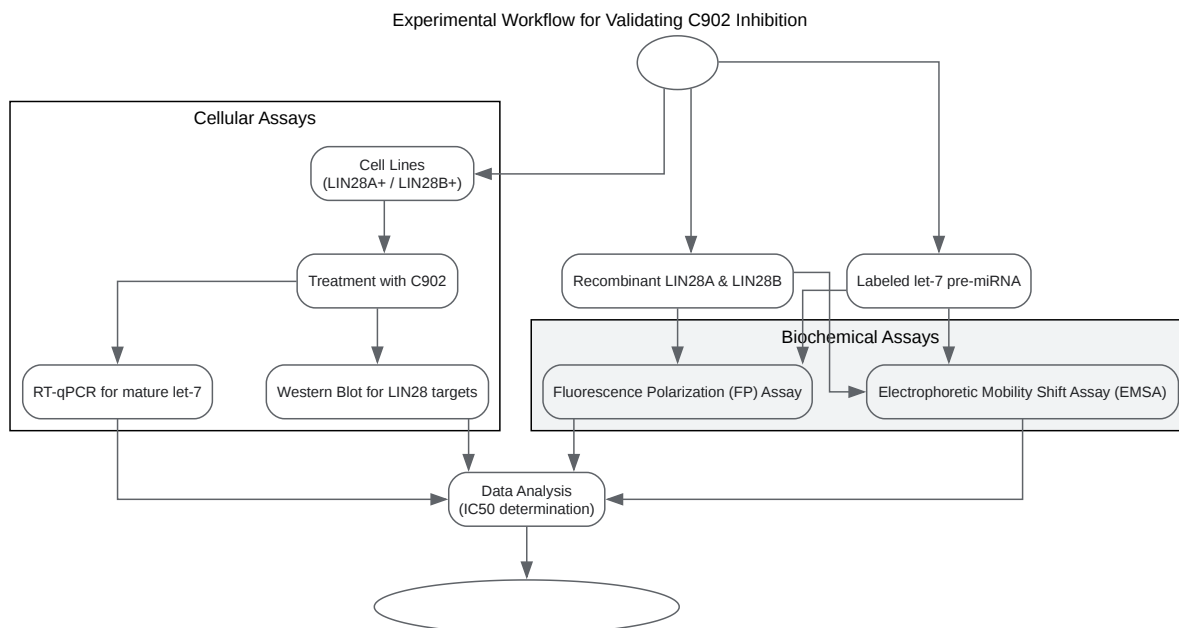 Experimental Workflow for Validating C902 Inhibition
Cellular Assays
Cell Lines
(LIN28A+ / LIN28B+)
Treatment with C902
Recombinant LIN28A & LIN28B
Labeled let-7 pre-miRNA
Biochemical Assays
RT-qPCR for mature let-7
Western Blot for LIN28 targets
Fluorescence Polarization (FP) Assay
Electrophoretic Mobility Shift Assay (EMSA)
Data Analysis
(IC50 determination)